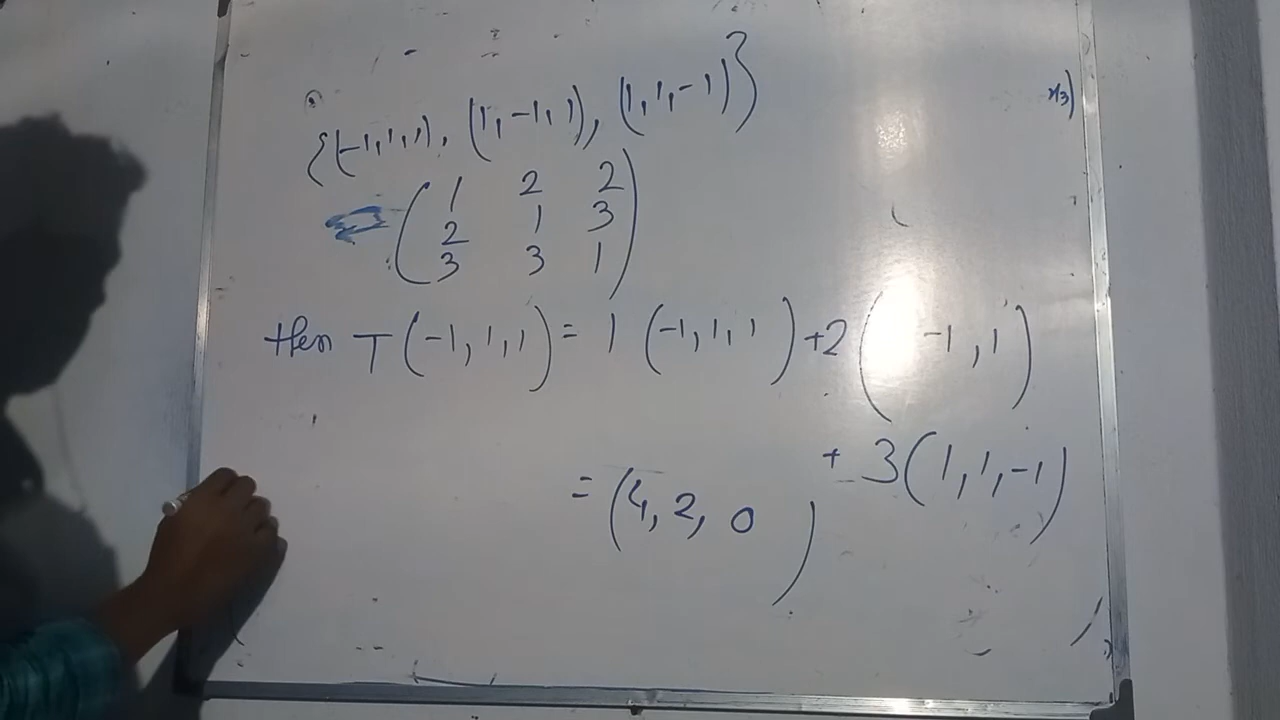 {(-1,1,1), (1,-1,1), (1,1,-1)}
x3)
( 1 2 2
2 1 3
3 3 1 )
then T(-1,1,1) = 1(-1,1,1) +2( -1,1)
+ 3(1,1,-1)
= (4,2,0 )